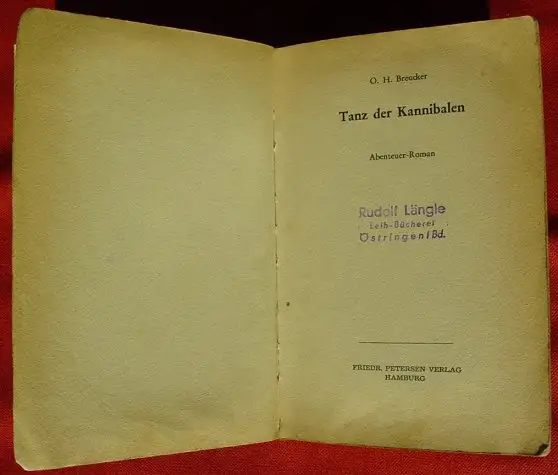 O. H. Breucker
Tanz der Kannibalen
Abenteuer-Roman
Rudolf Längle
Leih-Bücherei
Östringen/Bd.
FRIEDR. PETERSEN VERLAG
HAMBURG